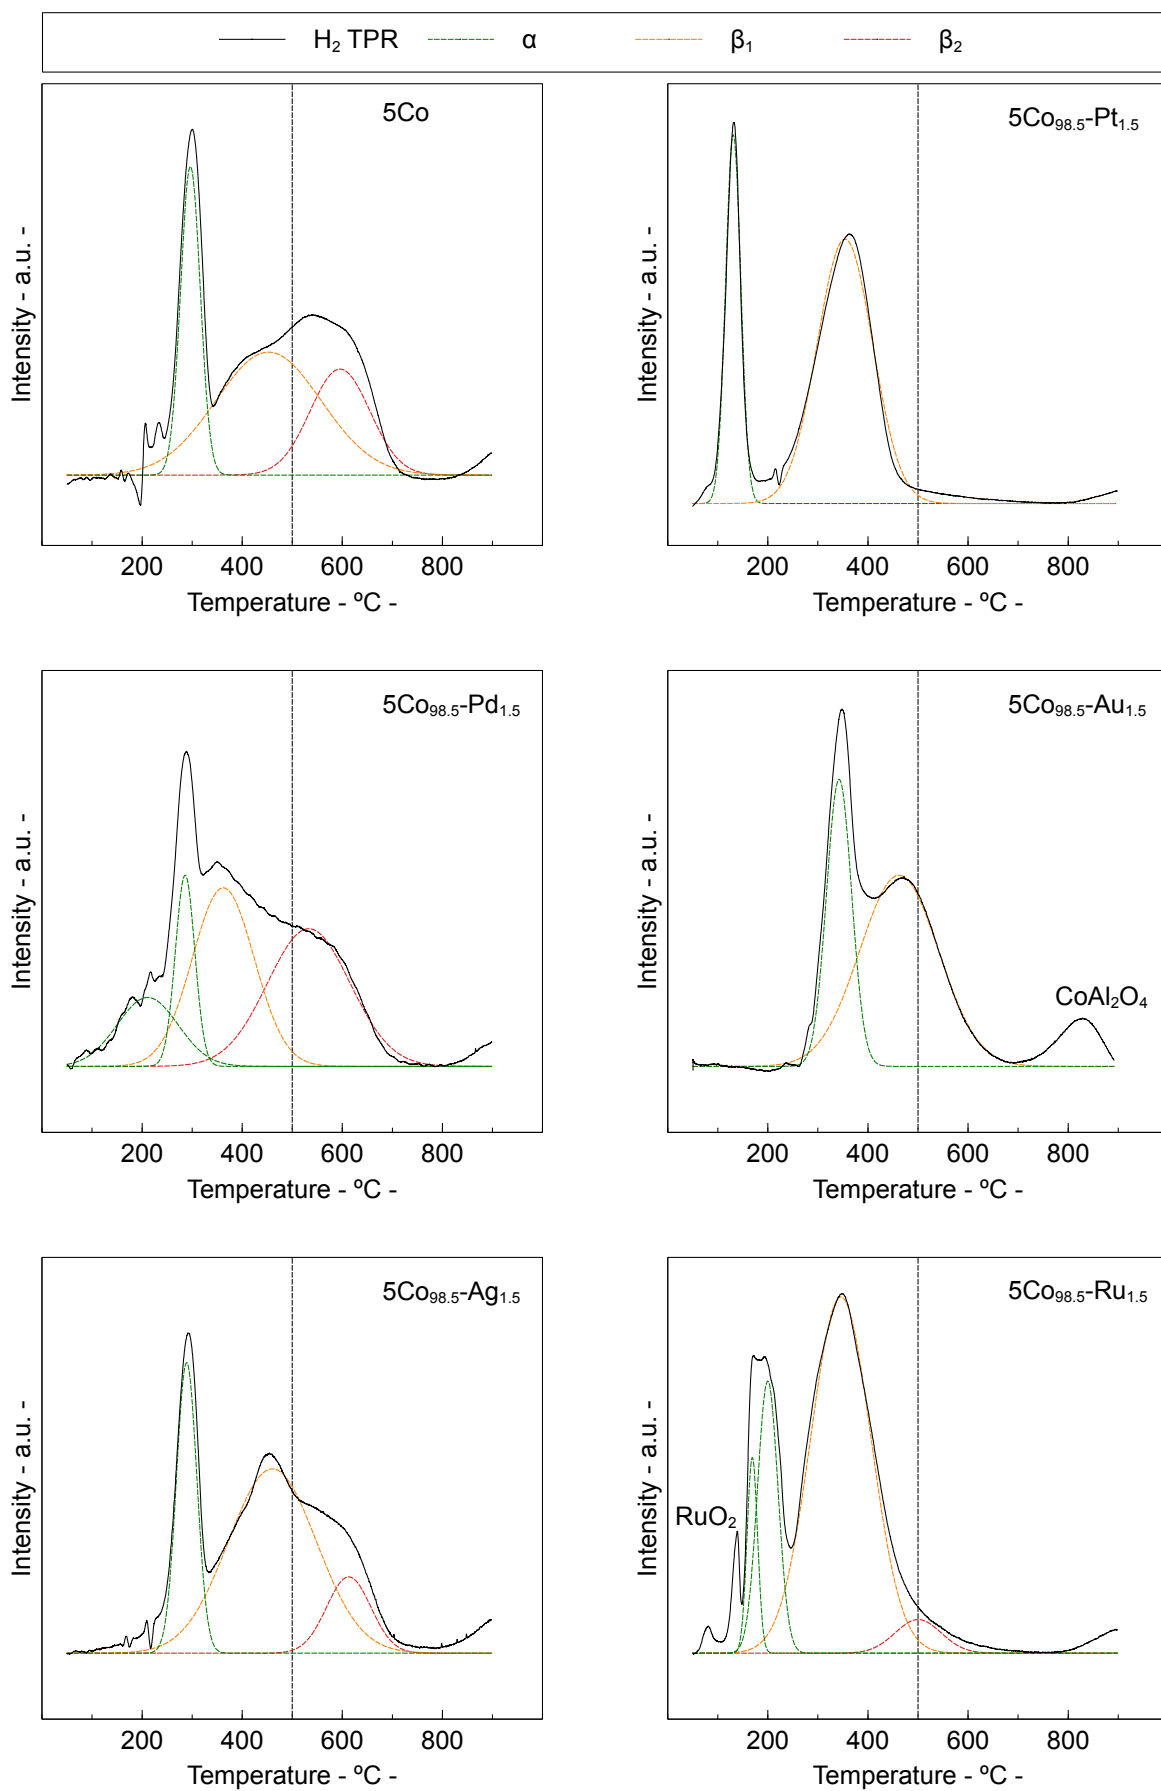 H₂ TPR α β₁ β₂
5Co
Intensity - a.u. -
200 400 600 800
Temperature - ºC -
5Co₉₈.₅-Pt₁.₅
Intensity - a.u. -
200 400 600 800
Temperature - ºC -
5Co₉₈.₅-Pd₁.₅
Intensity - a.u. -
200 400 600 800
Temperature - ºC -
5Co₉₈.₅-Au₁.₅
CoAl₂O₄
Intensity - a.u. -
200 400 600 800
Temperature - ºC -
5Co₉₈.₅-Ag₁.₅
Intensity - a.u. -
200 400 600 800
Temperature - ºC -
5Co₉₈.₅-Ru₁.₅
RuO₂
Intensity - a.u. -
200 400 600 800
Temperature - ºC -